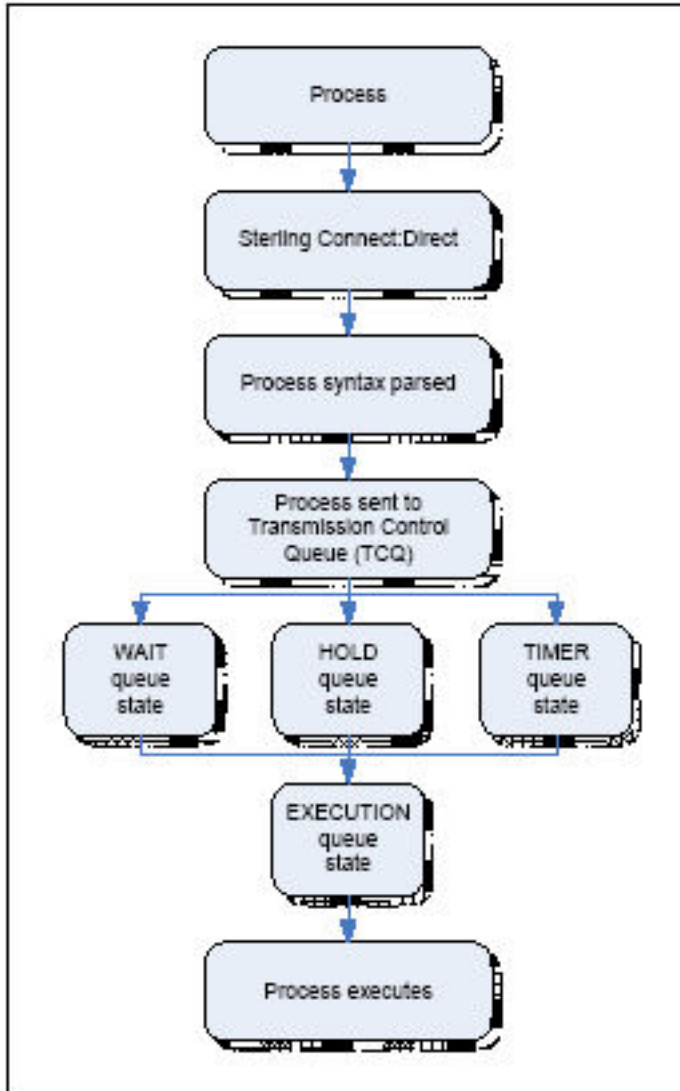 Process
Sterling Connect:Direct
Process syntax parsed
Process sent to
Transmission Control
Queue (TCQ)
WAIT
queue
state
HOLD
queue
state
TIMER
queue
state
EXECUTION
queue
state
Process executes